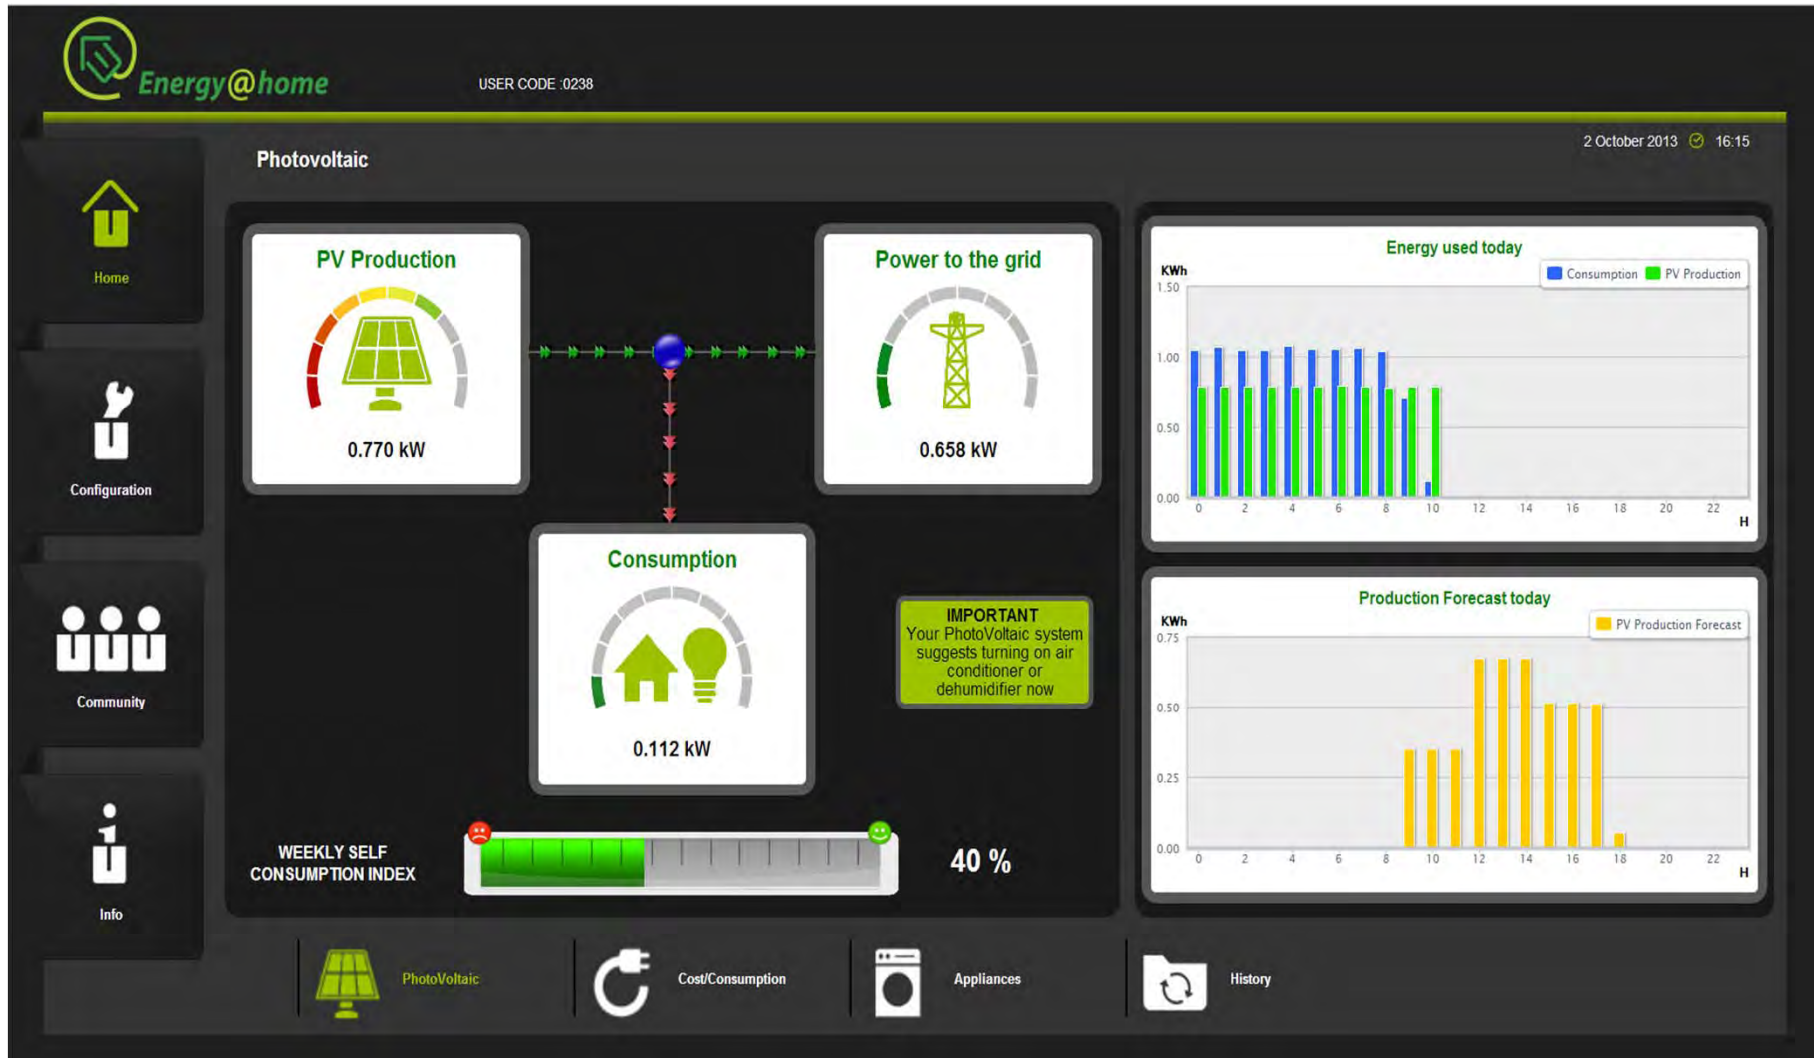 Energy@home
USER CODE :0238
2 October 2013 16:15
Home
Configuration
Community
Info
Photovoltaic
PV Production
0.770 kW
Power to the grid
0.658 kW
Consumption
0.112 kW
IMPORTANT
Your PhotoVoltaic system
suggests turning on air
conditioner or
dehumidifier now
WEEKLY SELF
CONSUMPTION INDEX
40 %
Energy used today
KWh
Consumption PV Production
1.50
1.00
0.50
0.00
0 2 4 6 8 10 12 14 16 18 20 22
H
Production Forecast today
KWh
PV Production Forecast
0.75
0.50
0.25
0.00
0 2 4 6 8 10 12 14 16 18 20 22
H
PhotoVoltaic
Cost/Consumption
Appliances
History